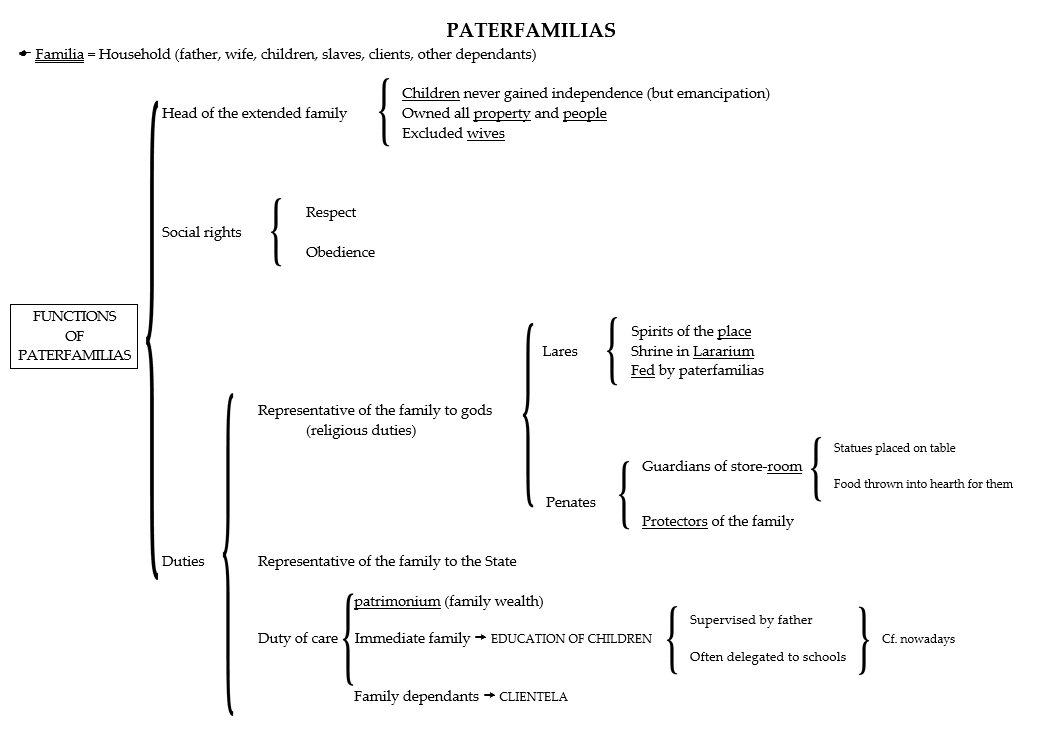 PATERFAMILIAS
Familia = Household (father, wife, children, slaves, clients, other dependants)
Head of the extended family
Children never gained independence (but emancipation)
Owned all property and people
Excluded wives
Social rights
Respect
Obedience
FUNCTIONS
OF
PATERFAMILIAS
Duties
Representative of the family to gods
(religious duties)
Lares
Spirits of the place
Shrine in Lararium
Fed by paterfamilias
Penates
Guardians of store-room
Statues placed on table
Food thrown into hearth for them
Protectors of the family
Representative of the family to the State
Duty of care
patrimonium (family wealth)
Immediate family → EDUCATION OF CHILDREN
Supervised by father
Often delegated to schools
Cf. nowadays
Family dependants → CLIENTELA